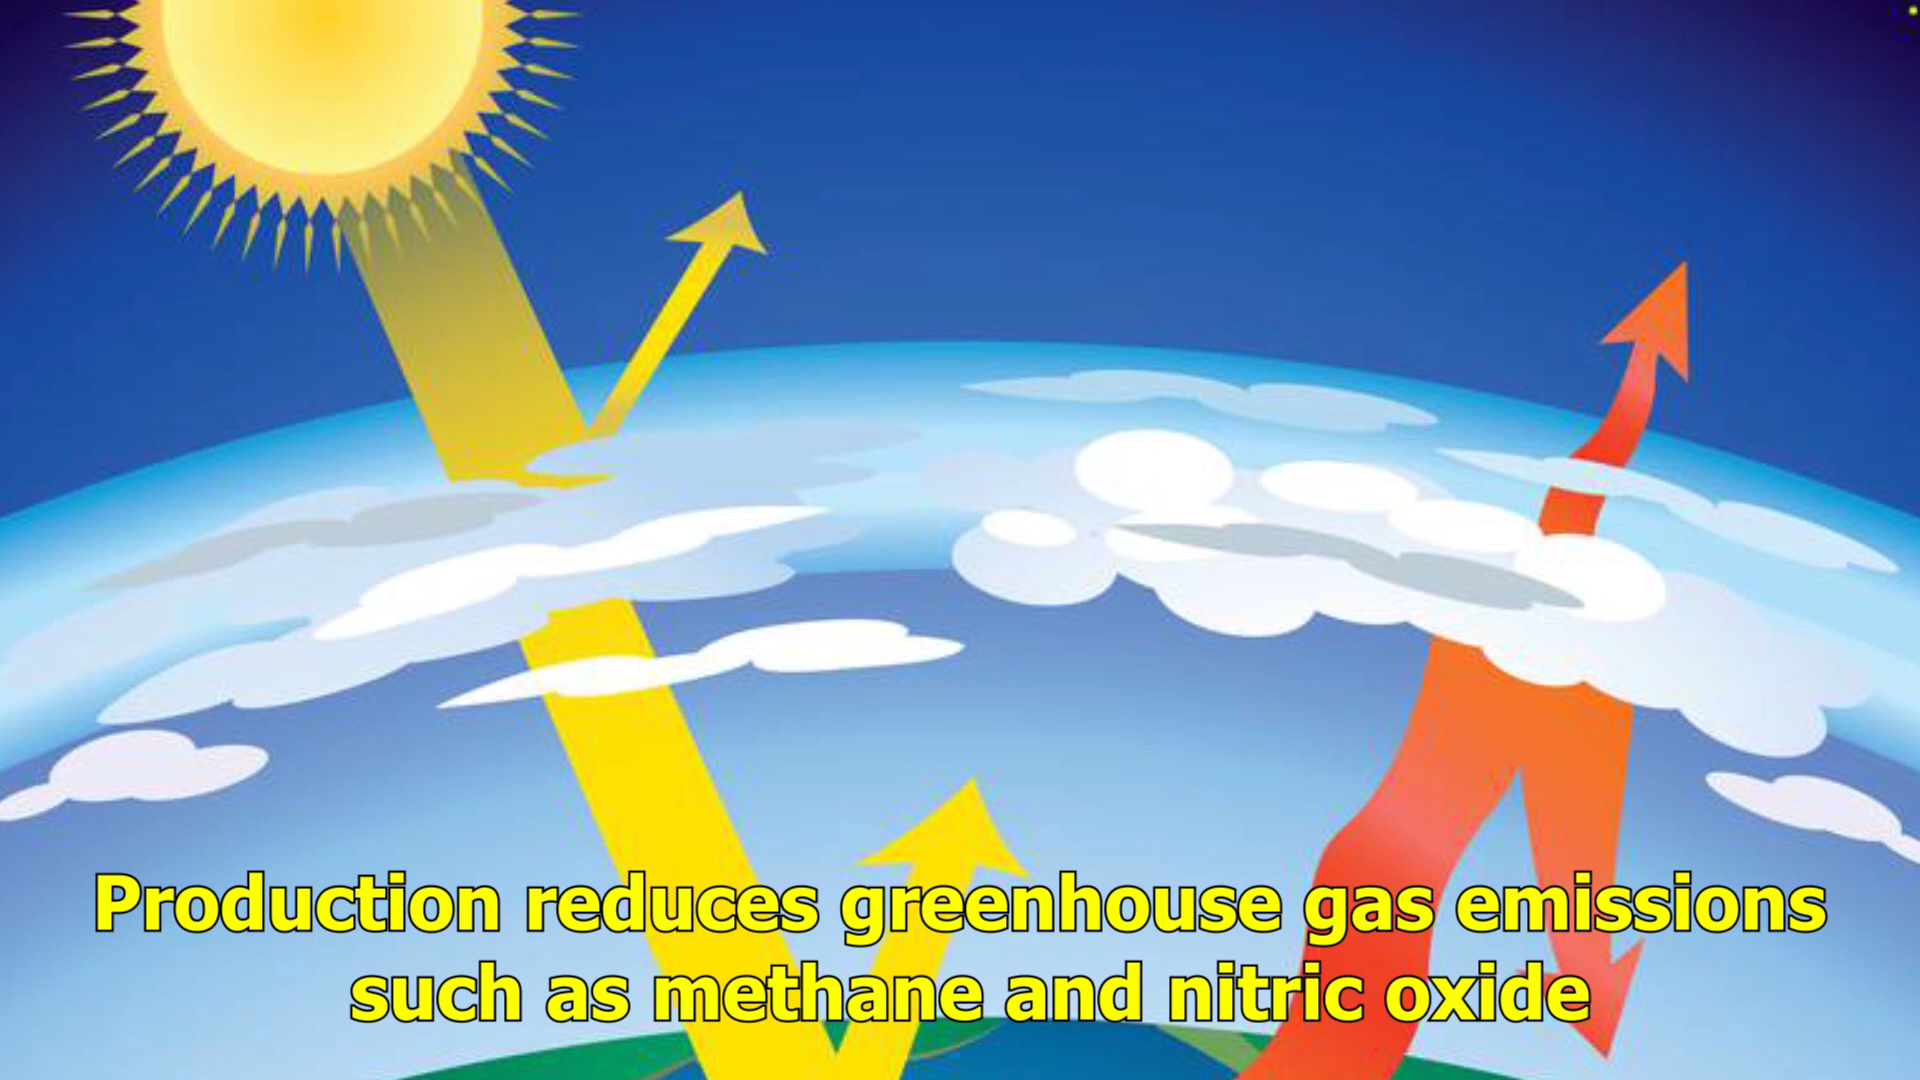 Production reduces greenhouse gas emissions
such as methane and nitric oxide